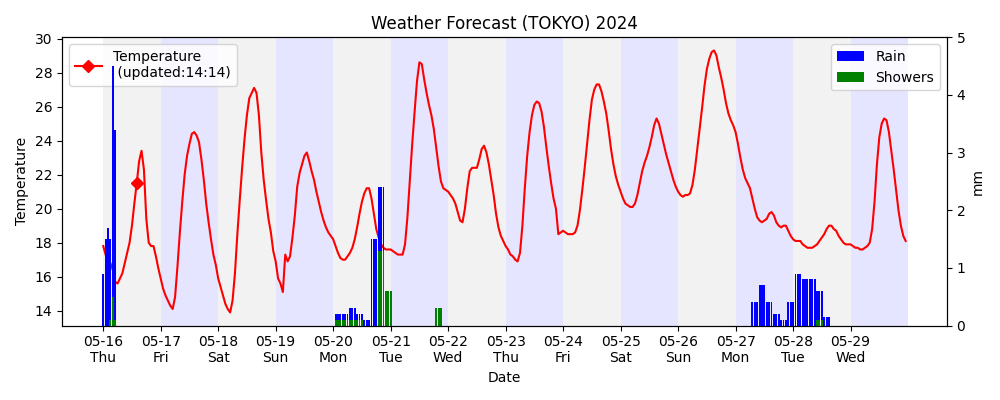 Weather Forecast (TOKYO) 2024
Temperature
(updated:14:14)
Rain
Showers
Temperature
30
28
26
24
22
20
18
16
14
5
4
3
2
1
0
mm
05-16 05-17 05-18 05-19 05-20 05-21 05-22 05-23 05-24 05-25 05-26 05-27 05-28 05-29
Thu Fri Sat Sun Mon Tue Wed Thu Fri Sat Sun Mon Tue Wed
Date